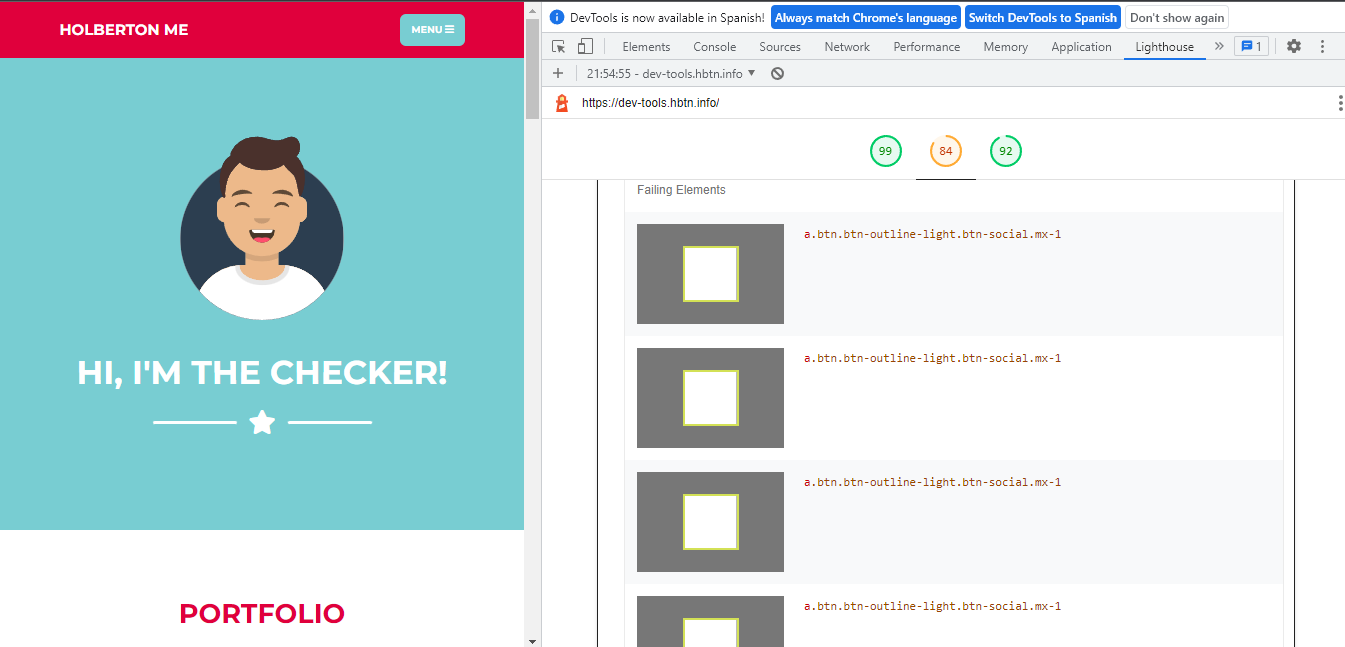 HOLBERTON ME
MENU
HI, I'M THE CHECKER!
PORTFOLIO
DevTools is now available in Spanish! Always match Chrome's language Switch DevTools to Spanish Don't show again
Elements Console Sources Network Performance Memory Application Lighthouse » 1
+ 21:54:55 - dev-tools.hbtn.info
https://dev-tools.hbtn.info/
99 84 92
Failing Elements
a.btn.btn-outline-light.btn-social.mx-1
a.btn.btn-outline-light.btn-social.mx-1
a.btn.btn-outline-light.btn-social.mx-1
a.btn.btn-outline-light.btn-social.mx-1